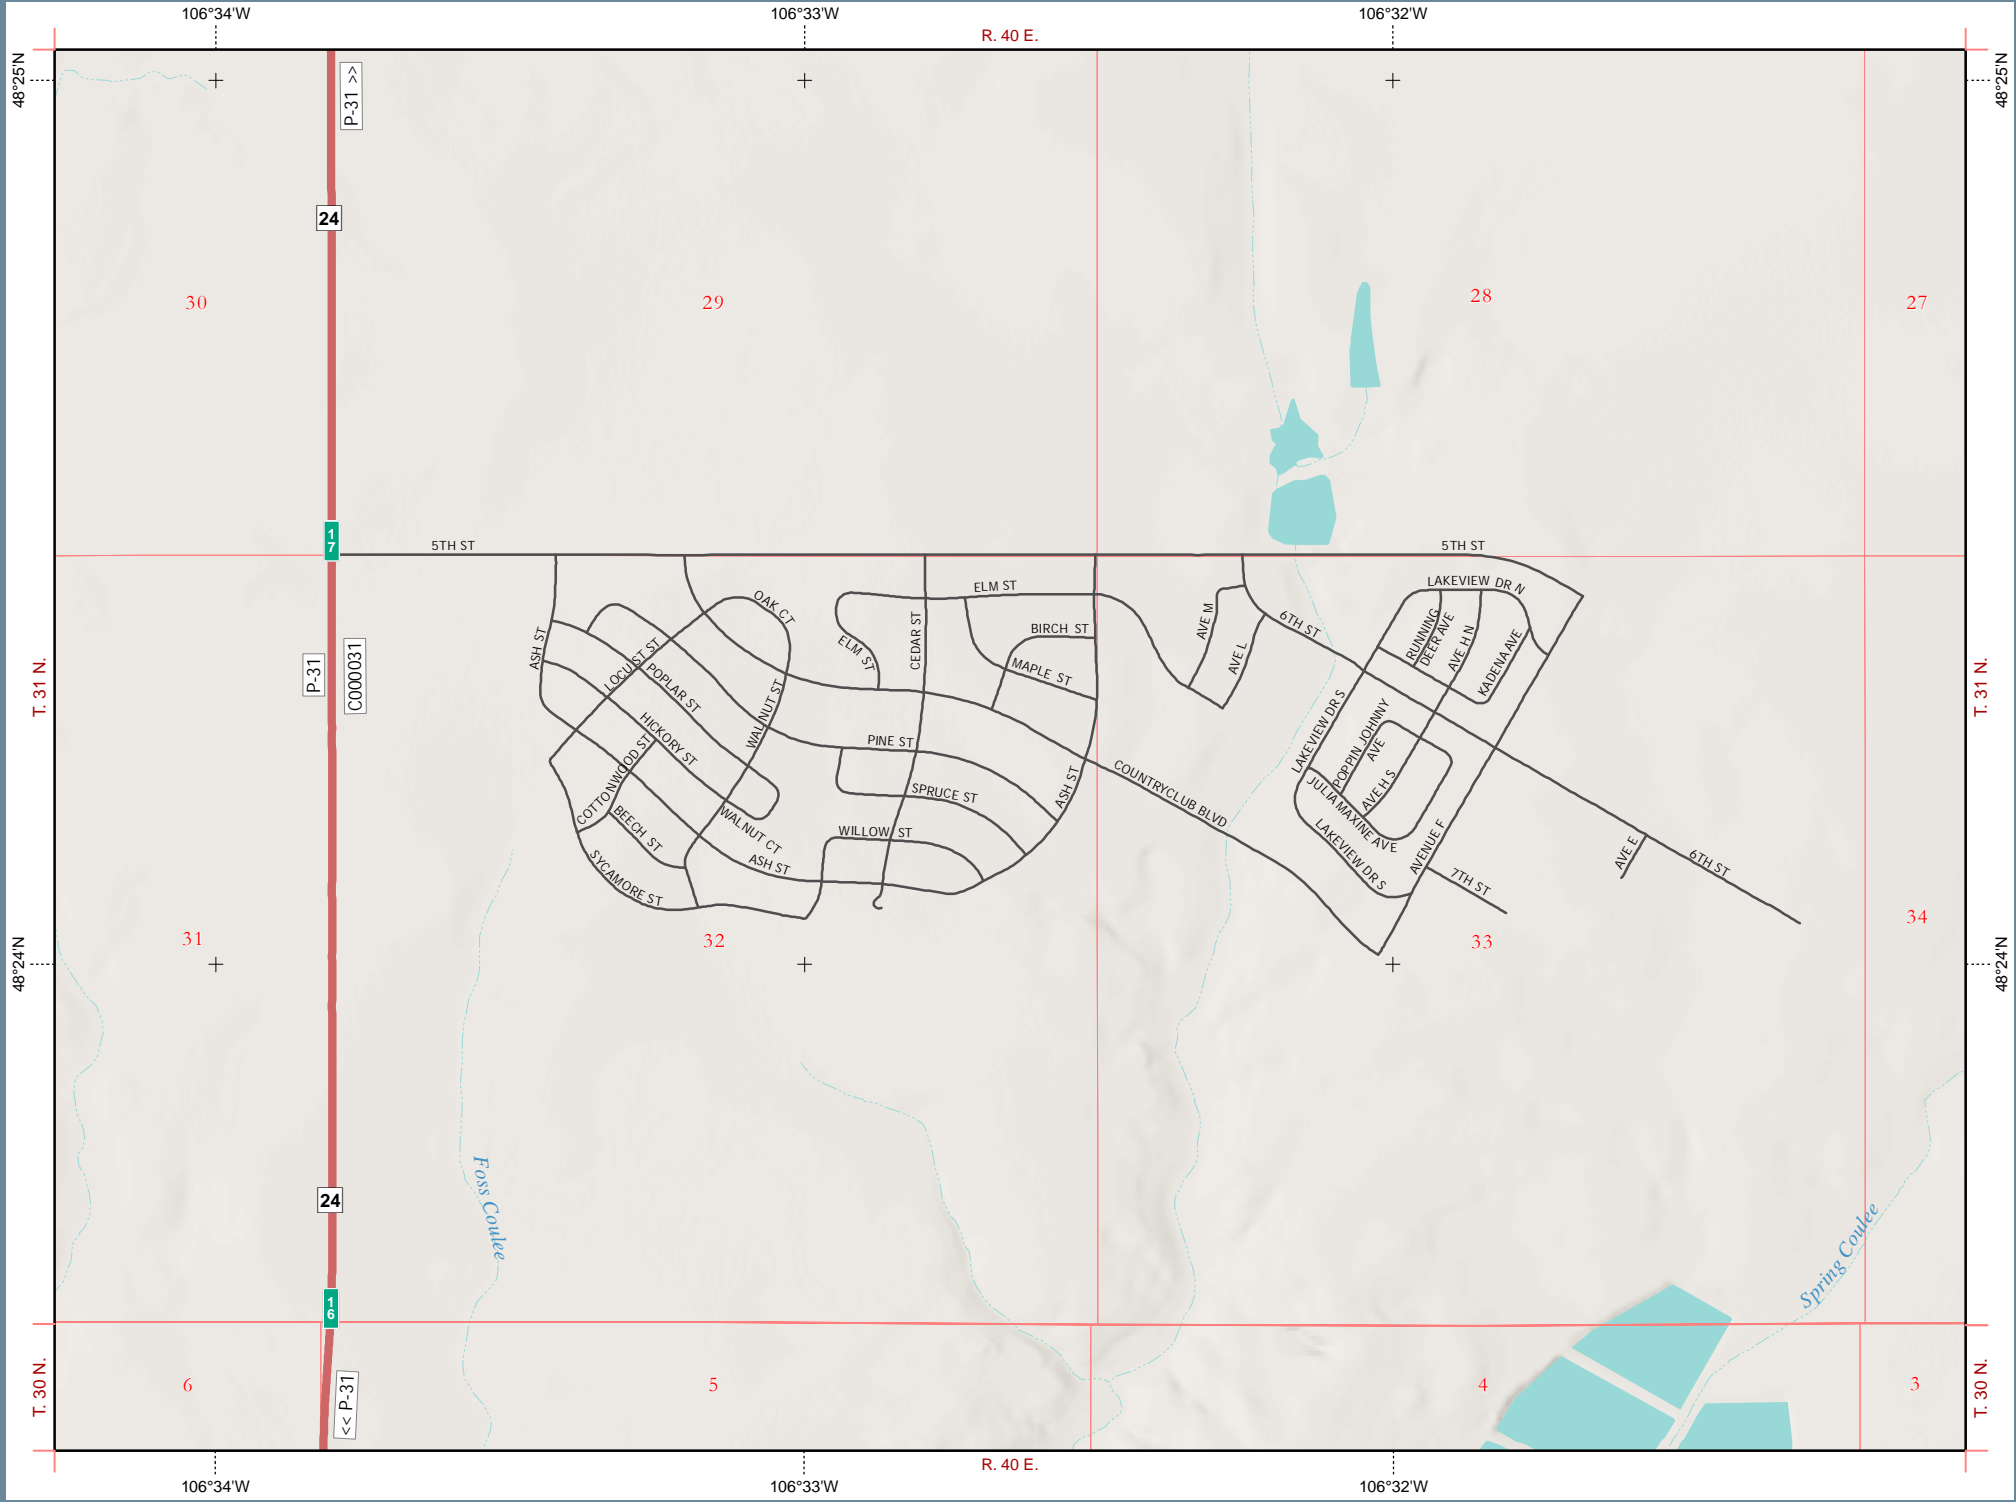 106°34'W
106°33'W
106°32'W
R. 40 E.
48°25'N
48°25'N
P-31 >>
24
30
29
28
27
17
5TH ST
5TH ST
LAKEVIEW DR N
ELM ST
OAK CT
AVE M
6TH ST
RUNNING
DEER AVE
AVE H N
KADENA AVE
BIRCH ST
CEDAR ST
ELM ST
ASH ST
LOCUST ST
AVE L
MAPLE ST
T. 31 N.
P-31
C000031
T. 31 N.
POPLAR ST
WALNUT ST
LAKEVIEW DR S
POPPIN JOHNNY
AVE
HICKORY ST
PINE ST
COTTONWOOD ST
ASH ST
COUNTRYCLUB BLVD
AVE H S
JULIA MAXINE AVE
SPRUCE ST
BEECH ST
WALNUT CT
WILLOW ST
LAKEVIEW DR S
AVENUE F
AVE E
6TH ST
ASH ST
SYCAMORE ST
7TH ST
31
32
33
34
48°24'N
48°24'N
Foss Coulee
24
Spring Coulee
16
T. 30 N.
<< P-31
6
5
4
3
T. 30 N.
R. 40 E.
106°34'W
106°33'W
106°32'W